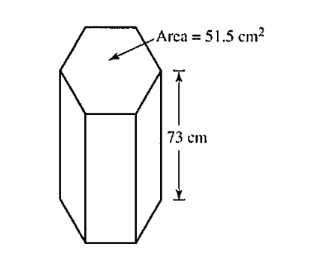 Area = 51.5 cm²
73 cm